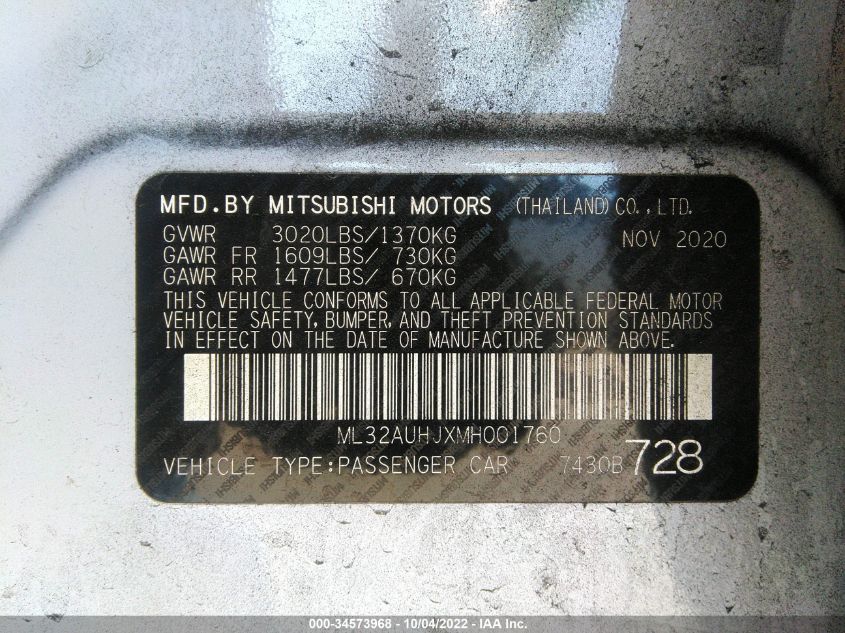 MFD.BY MITSUBISHI MOTORS (THAILAND)CO.,LTD.
GVWR 3020LBS/1370KG NOV 2020
GAWR FR 1609LBS/ 730KG
GAWR RR 1477LBS/ 670KG
THIS VEHICLE CONFORMS TO ALL APPLICABLE FEDERAL MOTOR
VEHICLE SAFETY, BUMPER, AND THEFT PREVENTION STANDARDS
IN EFFECT ON THE DATE OF MANUFACTURE SHOWN ABOVE.
ML32AUHJXMH001760
VEHICLE TYPE:PASSENGER CAR 7430B 728
000-34573968 - 10/04/2022 - IAA Inc.